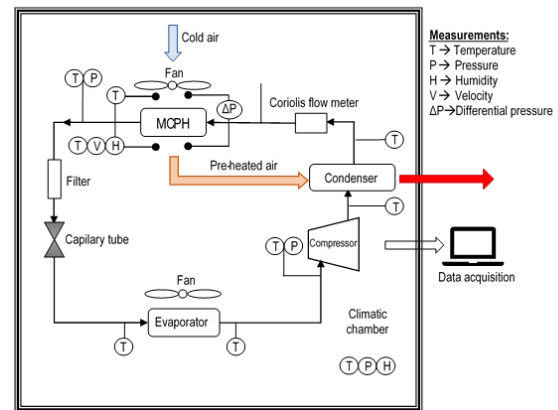 Cold air
Measurements:
T → Temperature
P → Pressure
H → Humidity
V → Velocity
ΔP→Differential pressure
Fan
T P
T
ΔP
Coriolis flow meter
MCPH
T V H
T
Pre-heated air
Condenser
Filter
T
Capilary tube
T P
Compressor
Data acquisition
Fan
Evaporator
Climatic
chamber
T
T
T P H